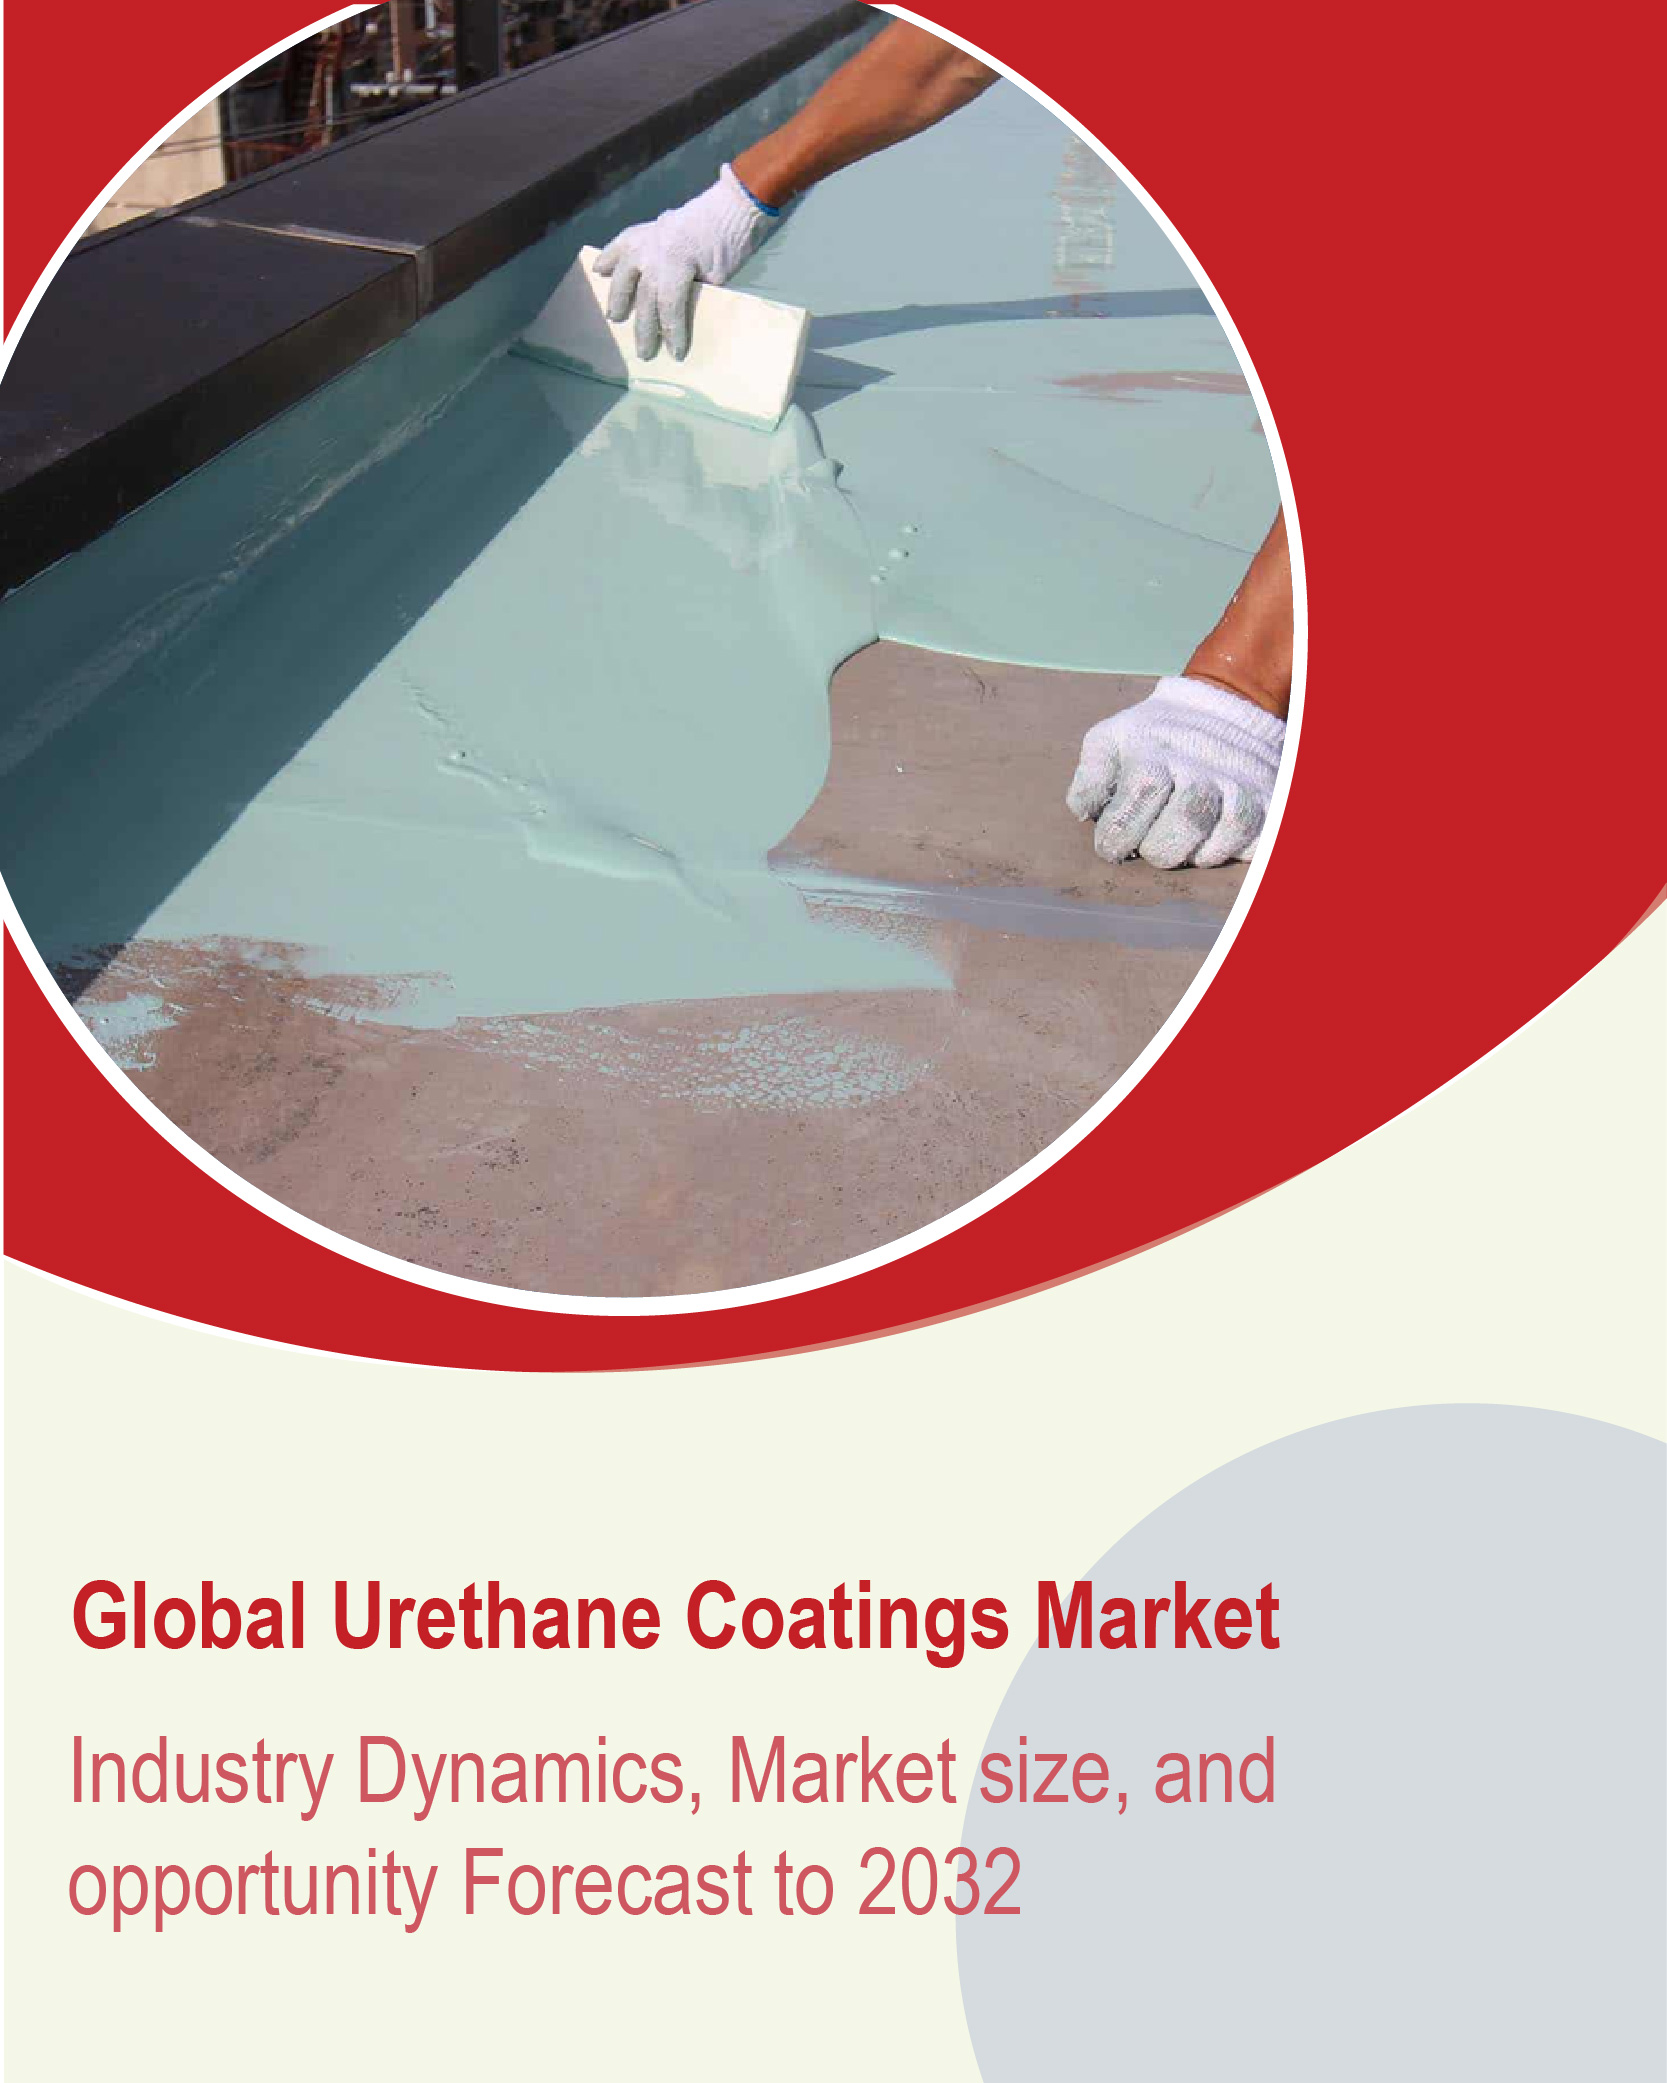 Global Urethane Coatings Market
Industry Dynamics, Market size, and
opportunity Forecast to 2032